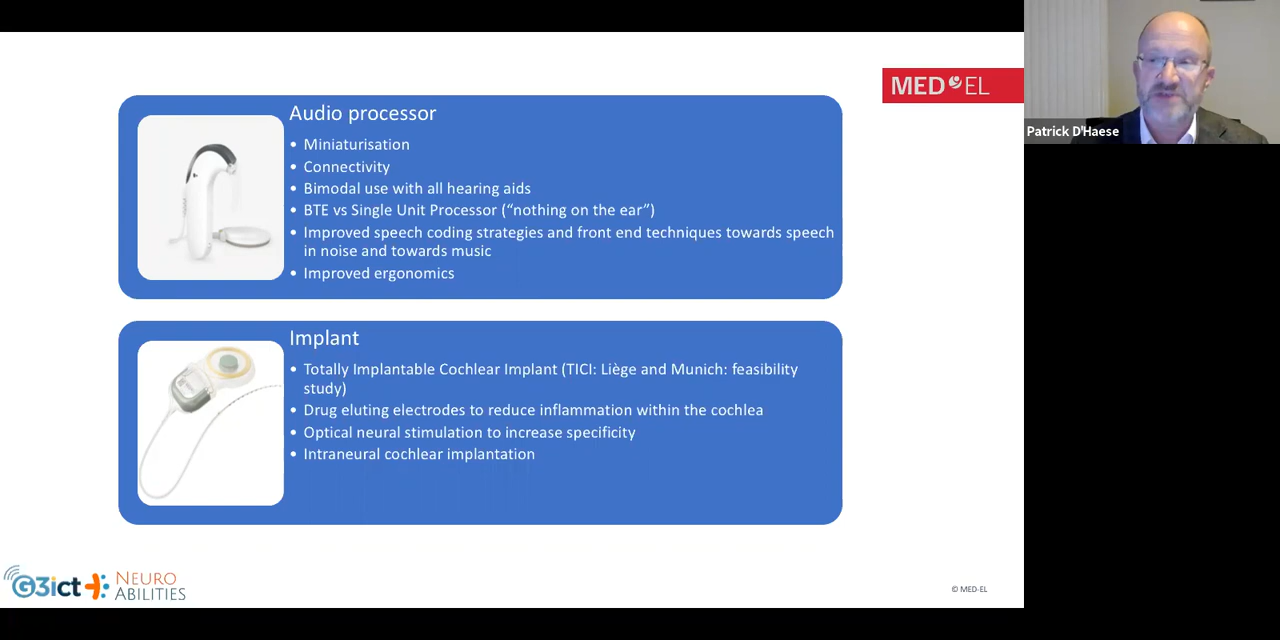 MED EL
Patrick D'Haese
Audio processor
• Miniaturisation
• Connectivity
• Bimodal use with all hearing aids
• BTE vs Single Unit Processor (“nothing on the ear”)
• Improved speech coding strategies and front end techniques towards speech
in noise and towards music
• Improved ergonomics
Implant
• Totally Implantable Cochlear Implant (TICI: Liège and Munich: feasibility
study)
• Drug eluting electrodes to reduce inflammation within the cochlea
• Optical neural stimulation to increase specificity
• Intraneural cochlear implantation
G3ict
NEURO
ABILITIES
© MED-EL